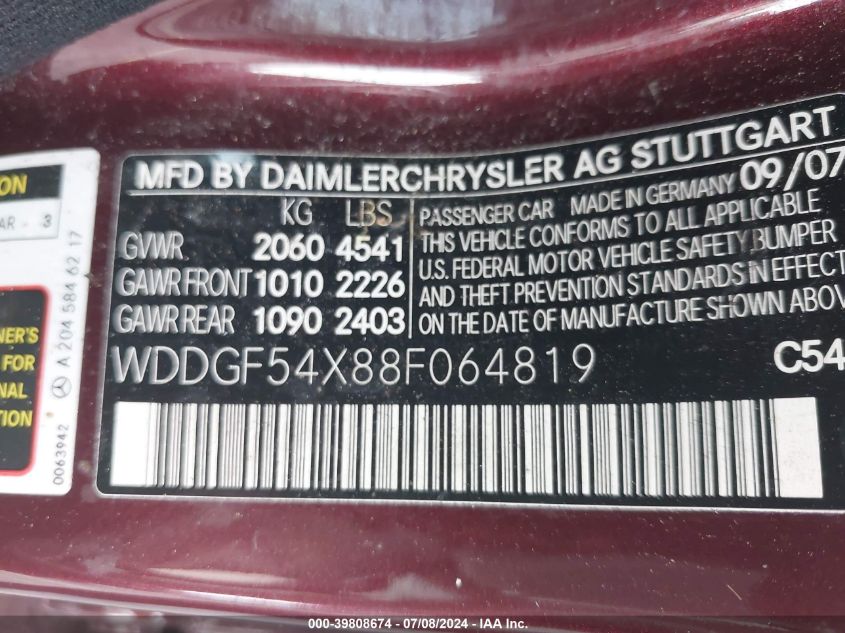 ON
AR - 3
NER'S
FOR
NAL
TION
A 204 584 62 17
0063942
MFD BY DAIMLERCHRYSLER AG STUTTGART
KG LBS
GVWR 2060 4541
GAWR FRONT 1010 2226
GAWR REAR 1090 2403
PASSENGER CAR MADE IN GERMANY 09/07
THIS VEHICLE CONFORMS TO ALL APPLICABLE
U.S. FEDERAL MOTOR VEHICLE SAFETY BUMPER
AND THEFT PREVENTION STANDARDS IN EFFECT
ON THE DATE OF MANUFACTURE SHOWN ABOV
WDDGF54X88F064819 C54
000-39808674 / 07/08/2024 - IAA Inc.